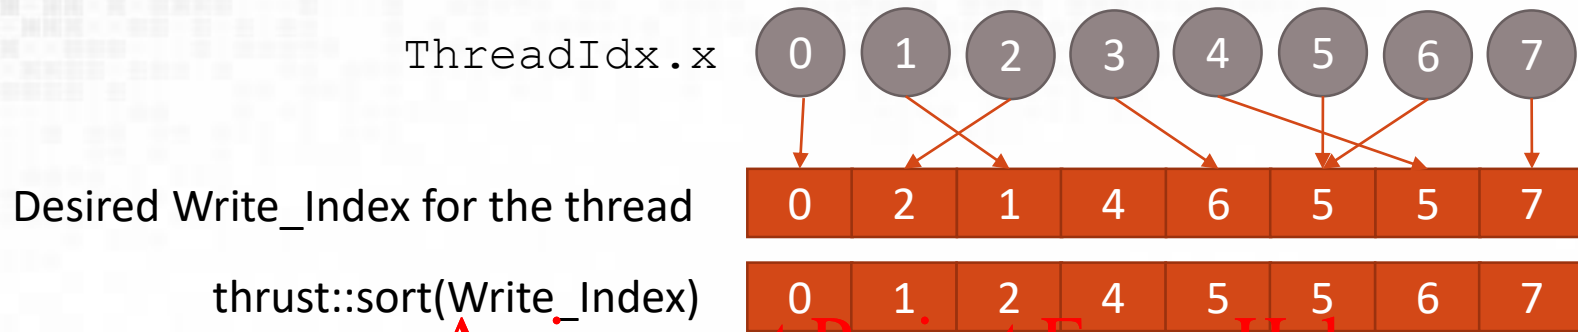 ThreadIdx.x 0 1 2 3 4 5 6 7
Desired Write_Index for the thread 0 2 1 4 6 5 5 7
thrust::sort(Write_Index) 0 1 2 4 5 5 6 7